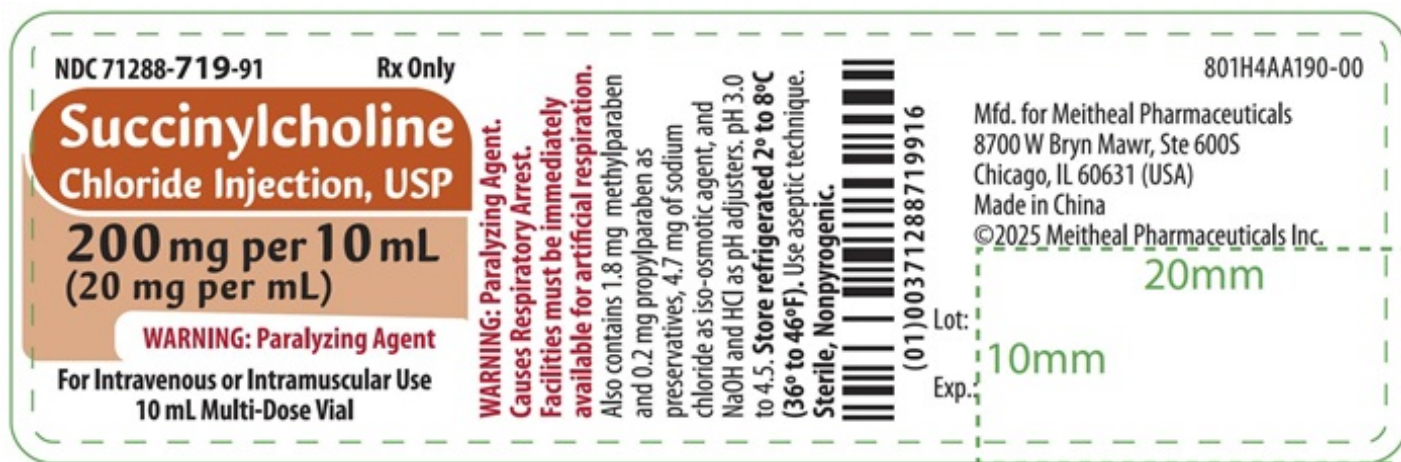 NDC 71288-719-91 Rx Only
Succinylcholine
Chloride Injection, USP
200 mg per 10 mL
(20 mg per mL)
WARNING: Paralyzing Agent
For Intravenous or Intramuscular Use
10 mL Multi-Dose Vial
WARNING: Paralyzing Agent.
Causes Respiratory Arrest.
Facilities must be immediately
available for artificial respiration.
Also contains 1.8 mg methylparaben
and 0.2 mg propylparaben as
preservatives, 4.7 mg of sodium
chloride as iso-osmotic agent, and
NaOH and HCl as pH adjusters. pH 3.0
to 4.5. Store refrigerated 2º to 8ºC
(36º to 46ºF). Use aseptic technique.
Sterile, Nonpyrogenic.
(01)00371288719916
801H4AA190-00
Mfd. for Meitheal Pharmaceuticals
8700 W Bryn Mawr, Ste 600S
Chicago, IL 60631 (USA)
Made in China
©2025 Meitheal Pharmaceuticals Inc.
20mm
Lot:
10mm
Exp.: